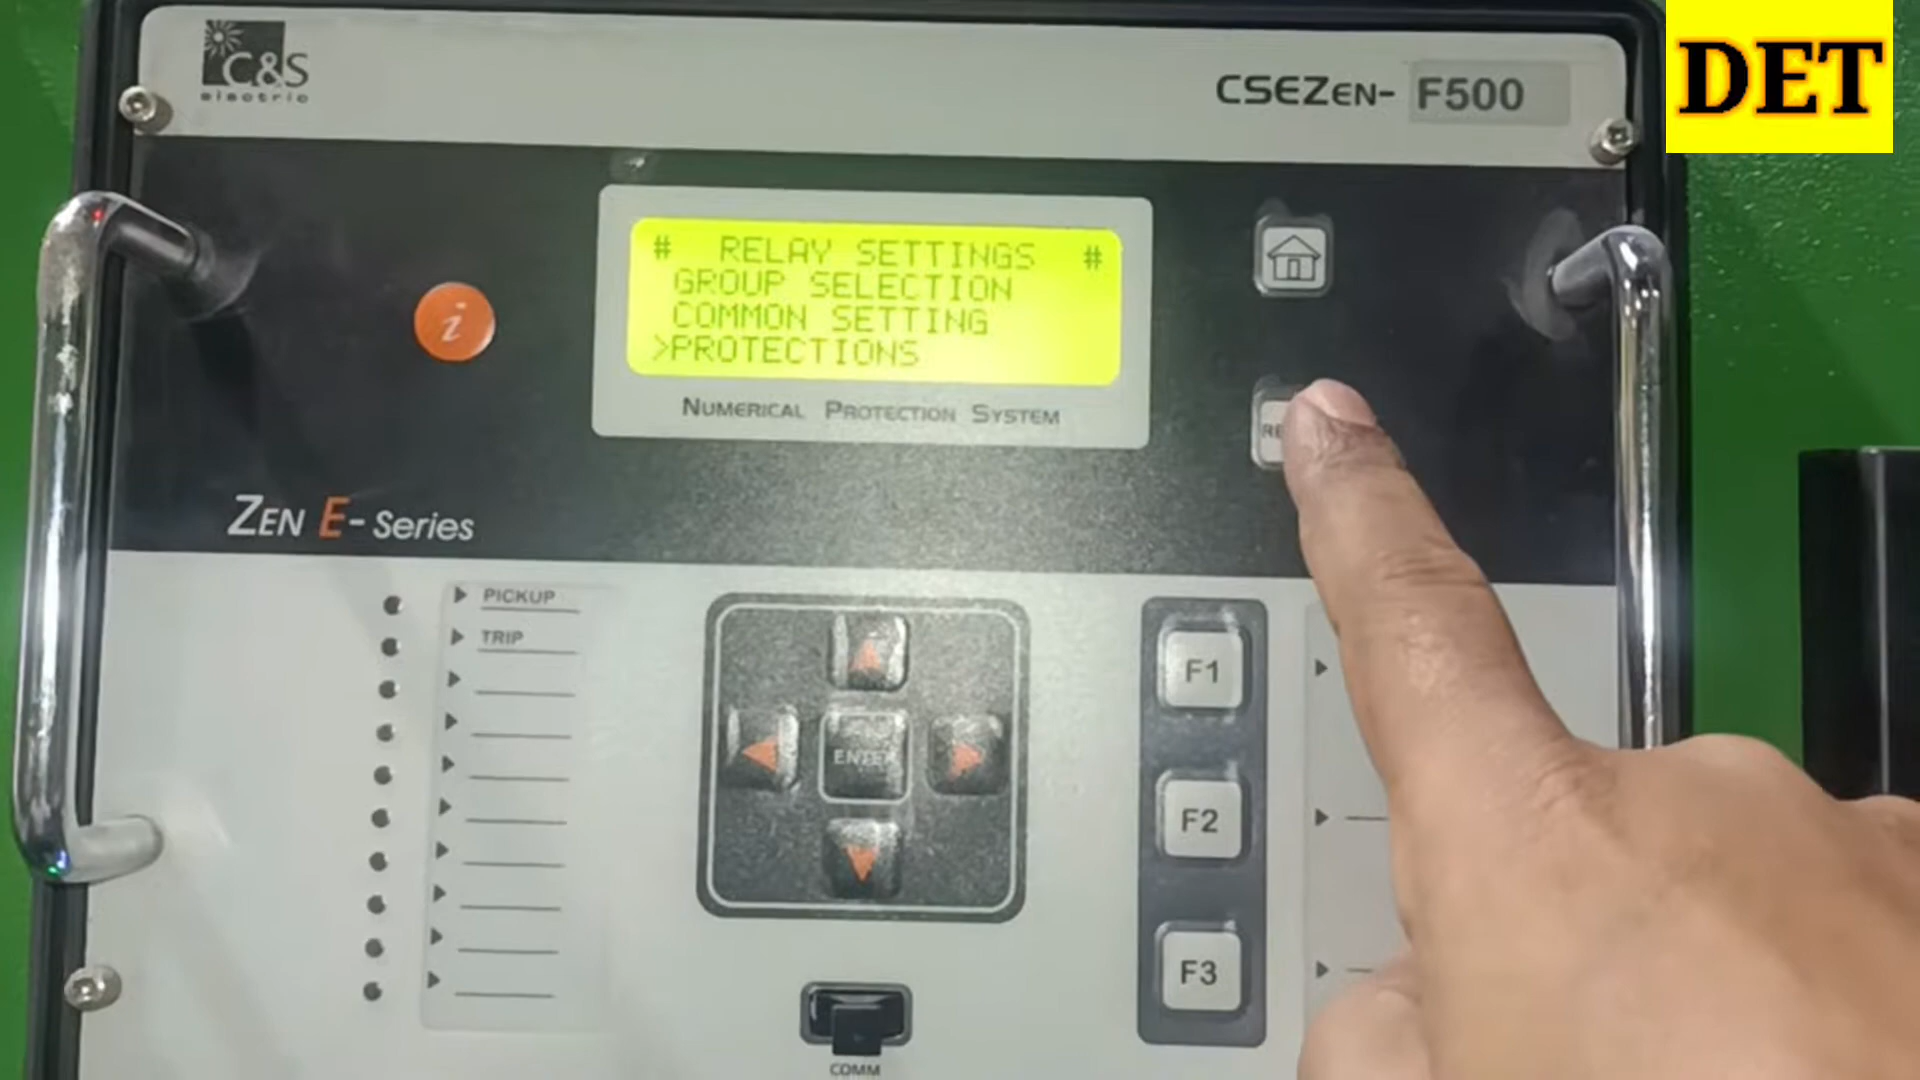 C&S
electric
CSEZEN- F500
DET
# RELAY SETTINGS #
GROUP SELECTION
COMMON SETTING
>PROTECTIONS
NUMERICAL PROTECTION SYSTEM
i
ZEN E- Series
PICKUP
TRIP
ENTER
F1
F2
F3
COMM